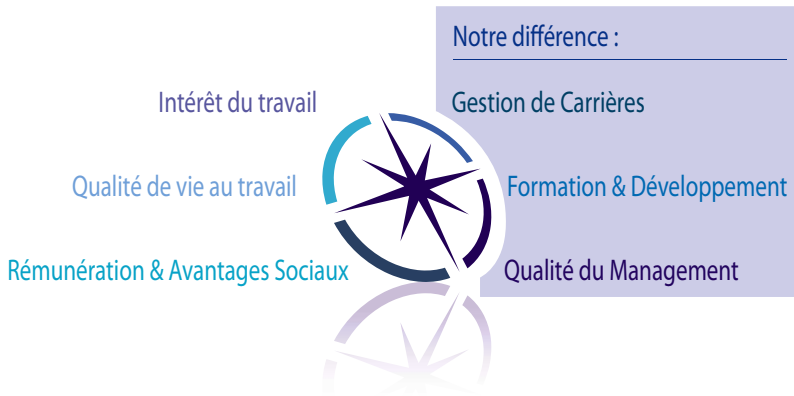 Notre différence :
Intérêt du travail
Gestion de Carrières
Qualité de vie au travail
Formation & Développement
Rémunération & Avantages Sociaux
Qualité du Management